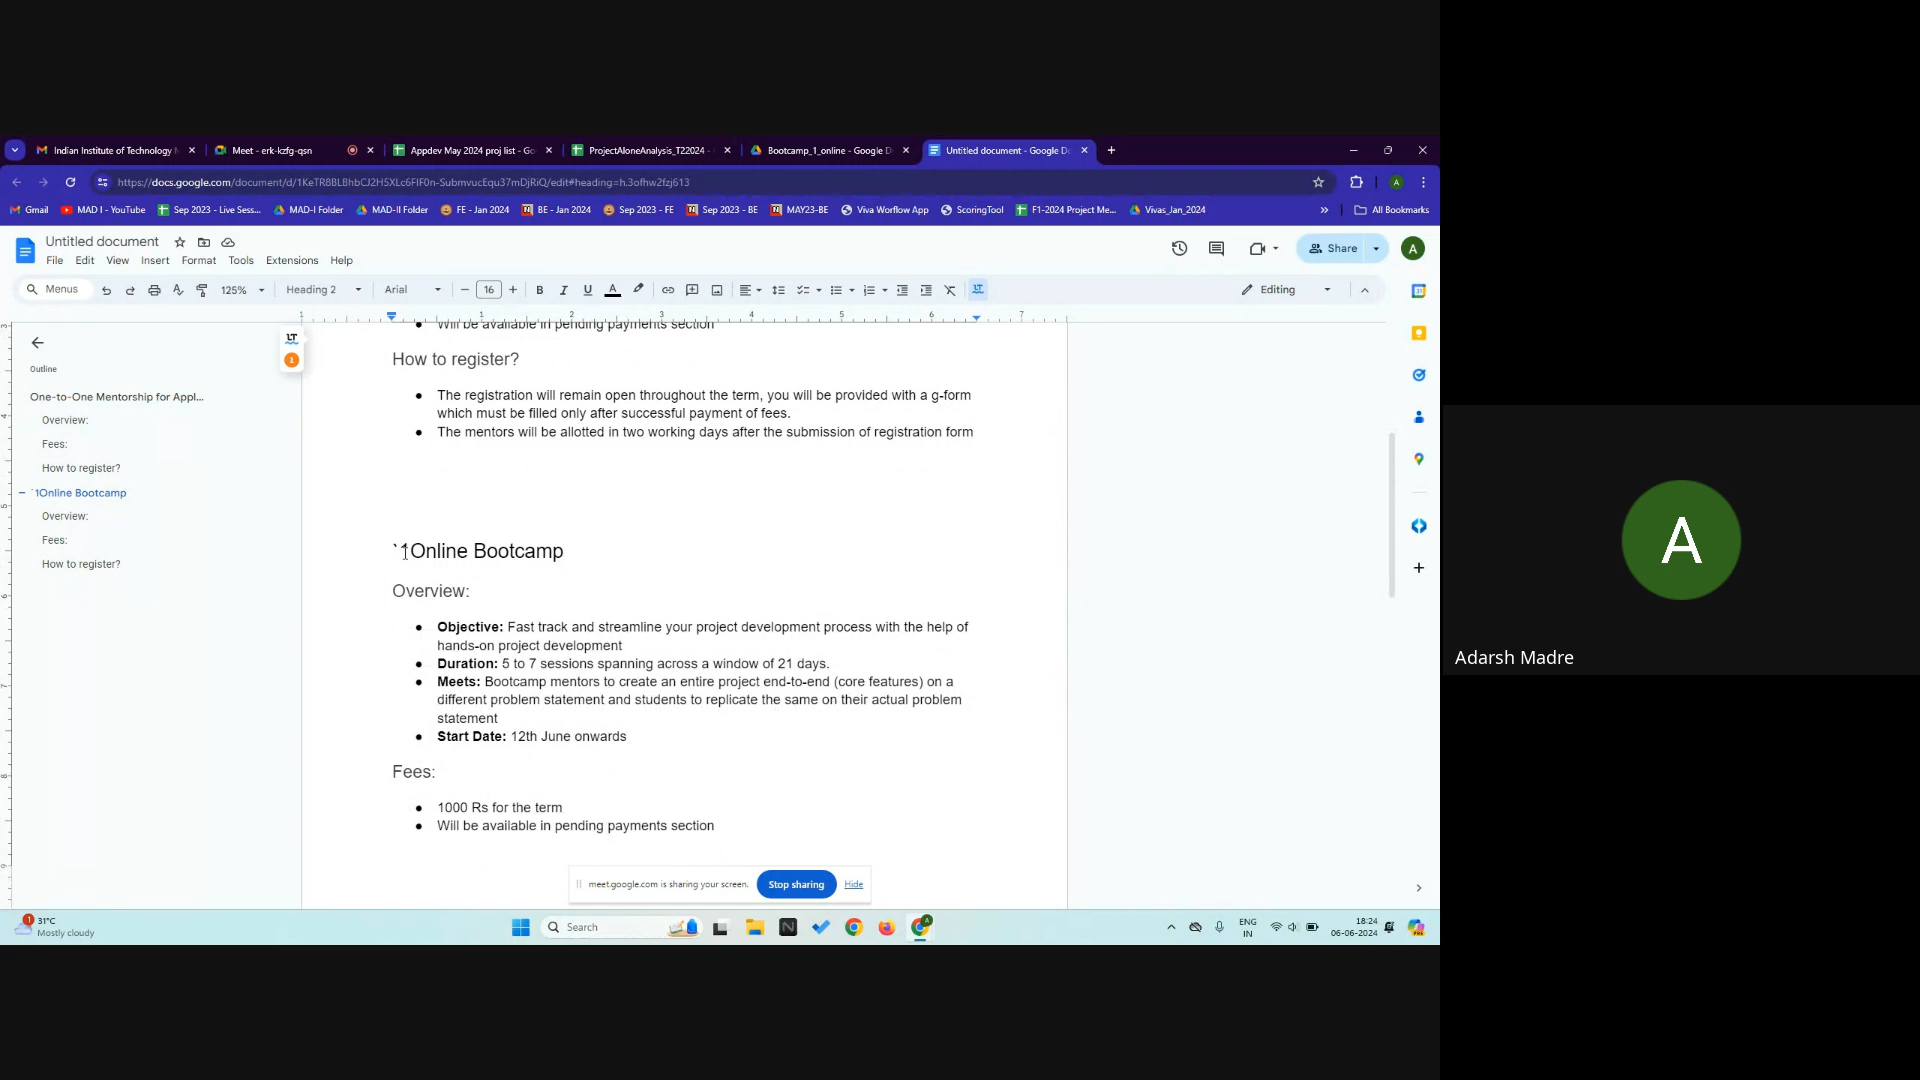 Indian Institute of Technology
Meet - erk-kzfg-qsn
Appdev May 2024 proj list - Go
ProjectAloneAnalysis_T22024 -
Bootcamp_1_online - Google D
Untitled document - Google Do
https://docs.google.com/document/d/1KeTR8BLBhbCJ2H5XLc6FlF0n-SubmvucEqu37mDjRiQ/edit#heading=h.3ofhw2fzj613
Gmail
MAD I - YouTube
Sep 2023 - Live Sess...
MAD-I Folder
MAD-II Folder
FE - Jan 2024
BE - Jan 2024
Sep 2023 - FE
Sep 2023 - BE
MAY23-BE
Viva Worflow App
ScoringTool
F1-2024 Project Me...
Vivas_Jan_2024
All Bookmarks
Untitled document
File Edit View Insert Format Tools Extensions Help
Share
A
Menus
125%
Heading 2
Arial
16
Editing
Outline
One-to-One Mentorship for Appl...
Overview:
Fees:
How to register?
`1Online Bootcamp
Overview:
Fees:
How to register?
Will be available in pending payments section
How to register?
The registration will remain open throughout the term, you will be provided with a g-form
which must be filled only after successful payment of fees.
The mentors will be allotted in two working days after the submission of registration form
`1Online Bootcamp
Overview:
Objective: Fast track and streamline your project development process with the help of
hands-on project development
Duration: 5 to 7 sessions spanning across a window of 21 days.
Meets: Bootcamp mentors to create an entire project end-to-end (core features) on a
different problem statement and students to replicate the same on their actual problem
statement
Start Date: 12th June onwards
Fees:
1000 Rs for the term
Will be available in pending payments section
meet.google.com is sharing your screen.
Stop sharing
Hide
31°C
Mostly cloudy
Search
ENG
IN
18:24
06-06-2024
A
Adarsh Madre